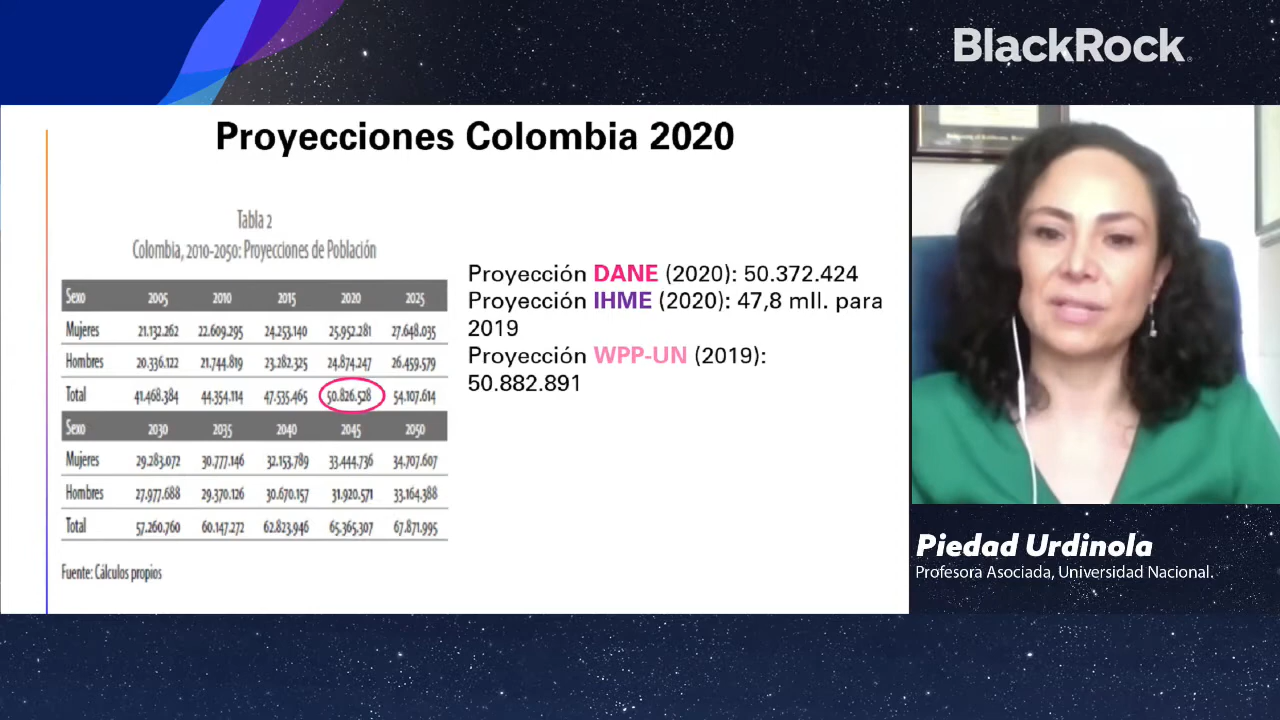 BlackRock
Proyecciones Colombia 2020
Tabla 2
Colombia, 2010-2050: Proyecciones de Población
Sexo 2005 2010 2015 2020 2025
Mujeres 21.132.262 22.609.295 24.253.140 25.952.281 27.648.035
Hombres 20.336.122 21.744.819 23.282.325 24.874.247 26.459.579
Total 41.468.384 44.354.114 47.535.465 50.826.528 54.107.614
Sexo 2030 2035 2040 2045 2050
Mujeres 29.283.072 30.777.146 32.153.789 33.444.736 34.707.607
Hombres 27.977.688 29.370.126 30.670.157 31.920.571 33.164.388
Total 57.260.760 60.147.272 62.823.946 65.365.307 67.871.995
Fuente: Cálculos propios
Proyección DANE (2020): 50.372.424
Proyección IHME (2020): 47,8 mll. para
2019
Proyección WPP-UN (2019):
50.882.891
Piedad Urdinola
Profesora Asociada, Universidad Nacional.